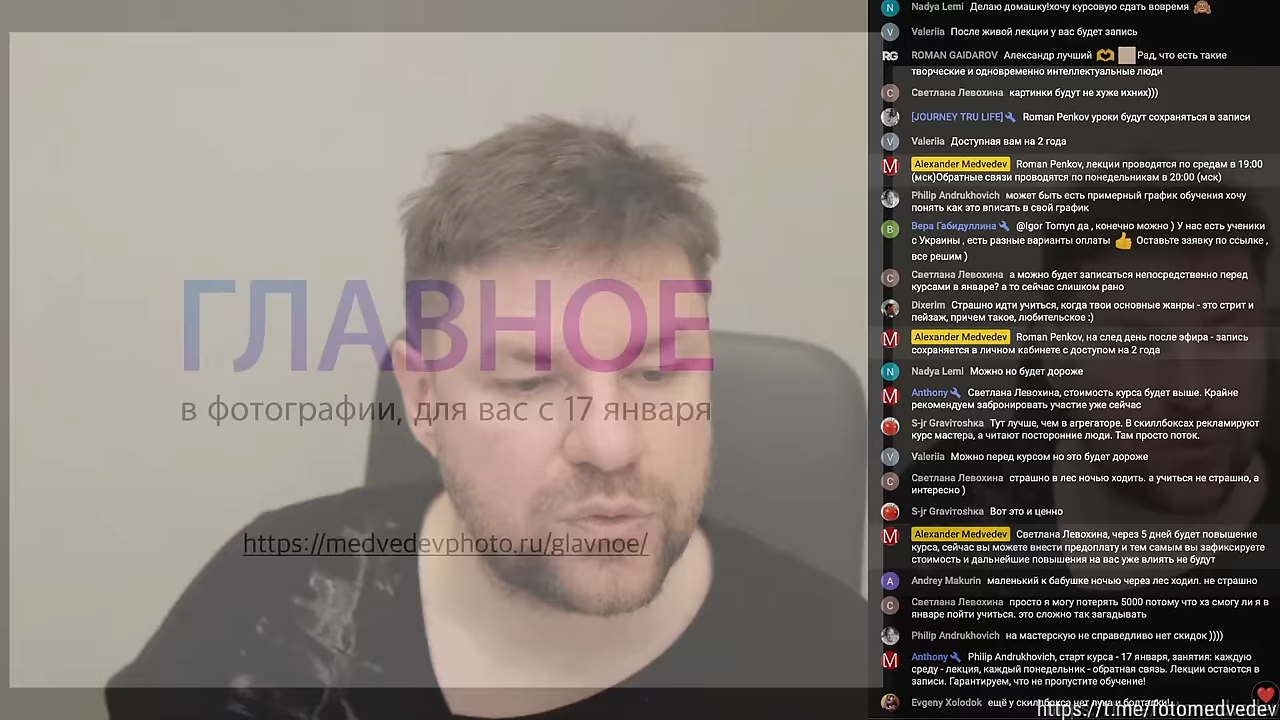 ГЛАВНОЕ
в фотографии, для вас с 17 января
https://medvedevphoto.ru/glavnoe/
Nadya Lemi Делаю домашку!хочу курсовую сдать вовремя
Valeriia После живой лекции у вас будет запись
ROMAN GAIDAROV Александр лучший Рад, что есть такие
творческие и одновременно интеллектуальные люди
Светлана Левохина картинки будут не хуже ихних)))
[JOURNEY TRU LIFE] Roman Penkov уроки будут сохраняться в записи
Valeriia Доступная вам на 2 года
Alexander Medvedev Roman Penkov, лекции проводятся по средам в 19:00
(мск)Обратные связи проводятся по понедельникам в 20:00 (мск)
Philip Andrukhovich может быть есть примерный график обучения хочу
понять как это вписать в свой график
Вера Габидуллина @Igor Tomyn да , конечно можно ) У нас есть ученики
с Украины , есть разные варианты оплаты Оставьте заявку по ссылке ,
все решим )
Светлана Левохина а можно будет записаться непосредственно перед
курсами в январе? а то сейчас слишком рано
Dixerim Страшно идти учиться, когда твои основные жанры - это стрит и
пейзаж, причем такое, любительское :)
Alexander Medvedev Roman Penkov, на след день после эфира - запись
сохраняется в личном кабинете с доступом на 2 года
Nadya Lemi Можно но будет дороже
Anthony Светлана Левохина, стоимость курса будет выше. Крайне
рекомендуем забронировать участие уже сейчас
S-jr Gravitoshka Тут лучше, чем в агрегаторе. В скиллбоксах рекламируют
курс мастера, а читают посторонние люди. Там просто поток.
Valeriia Можно перед курсом но это будет дороже
Светлана Левохина страшно в лес ночью ходить. а учиться не страшно, а
интересно )
S-jr Gravitoshka Вот это и ценно
Alexander Medvedev Светлана Левохина, через 5 дней будет повышение
курса, сейчас вы можете внести предоплату и тем самым вы зафиксируете
стоимость и дальнейшие повышения на вас уже влиять не будут
Andrey Makurin маленький к бабушке ночью через лес ходил. не страшно
Светлана Левохина просто я могу потерять 5000 потому что хз смогу ли я в
январе пойти учиться. это сложно так загадывать
Philip Andrukhovich на мастерскую не справедливо нет скидок ))))
Anthony Philip Andrukhovich, старт курса - 17 января, занятия: каждую
среду - лекция, каждый понедельник - обратная связь. Лекции остаются в
записи. Гарантируем, что не пропустите обучение!
Evgeny Xolodok ещё у скиллбокса нет лука и болтанки!
https://t.me/fotomedvedev